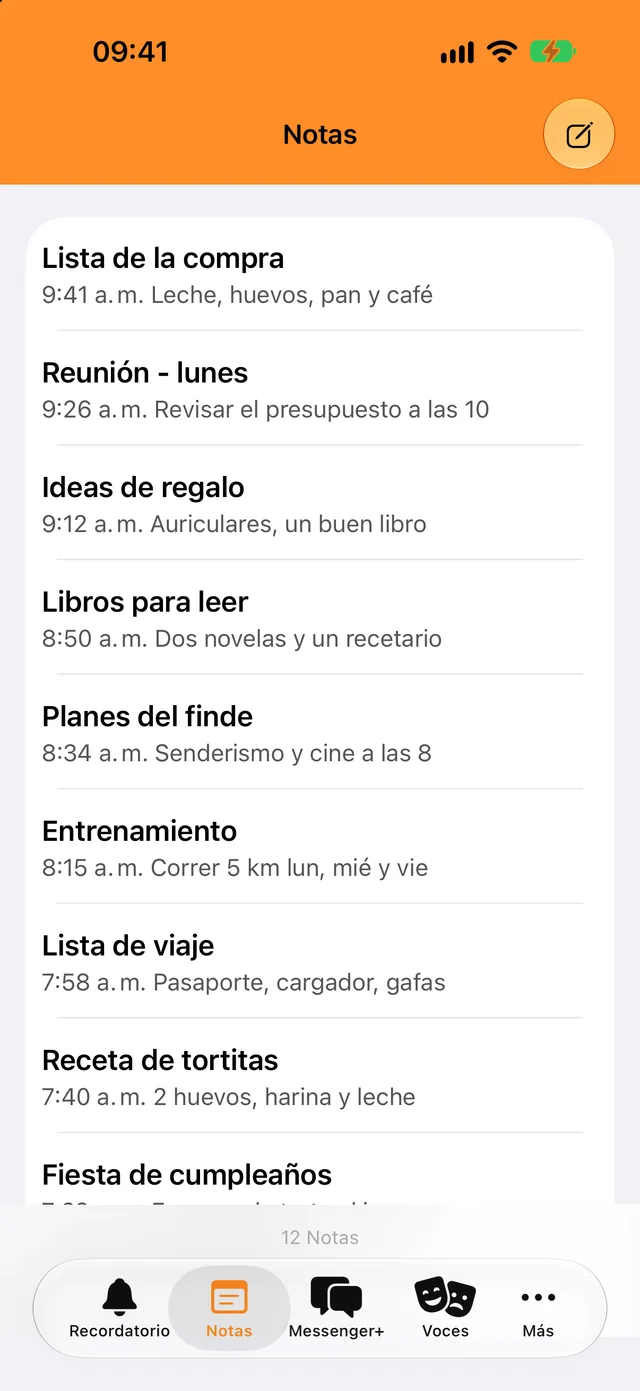 09:41
Notas
Lista de la compra
9:41 a.m. Leche, huevos, pan y café
Reunión - lunes
9:26 a.m. Revisar el presupuesto a las 10
Ideas de regalo
9:12 a.m. Auriculares, un buen libro
Libros para leer
8:50 a.m. Dos novelas y un recetario
Planes del finde
8:34 a.m. Senderismo y cine a las 8
Entrenamiento
8:15 a.m. Correr 5 km lun, mié y vie
Lista de viaje
7:58 a.m. Pasaporte, cargador, gafas
Receta de tortitas
7:40 a.m. 2 huevos, harina y leche
Fiesta de cumpleaños
12 Notas
Recordatorio
Notas
Messenger+
Voces
Más